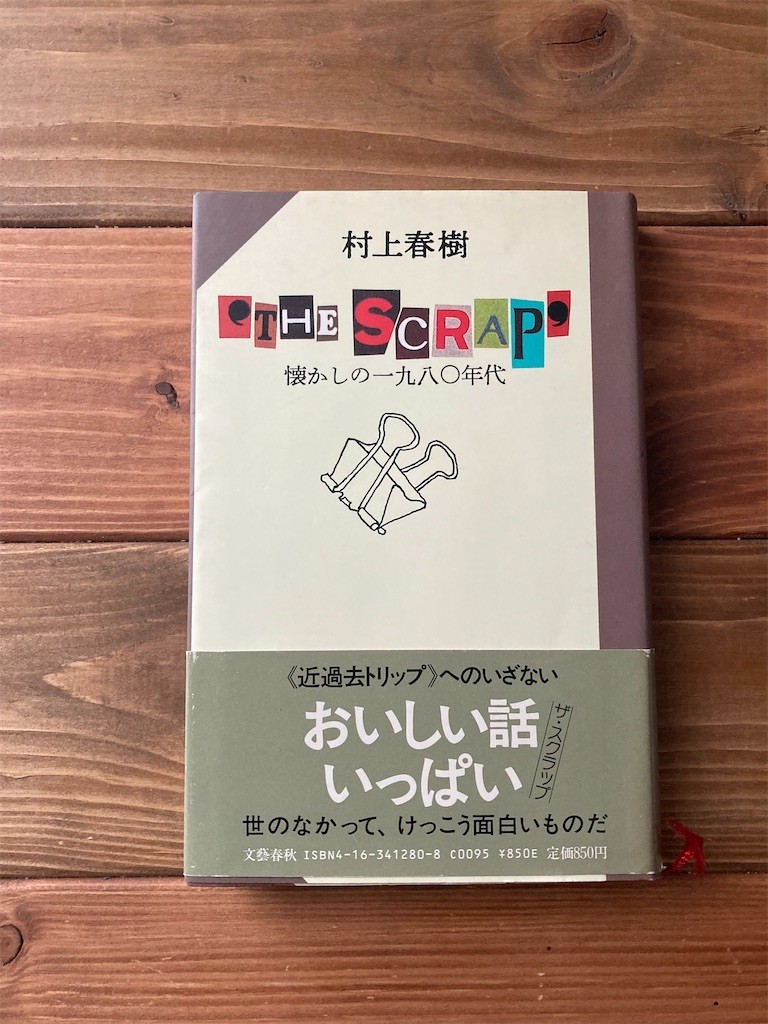 村上春樹
‘THE SCRAP’
懐かしの一九八〇年代
《近過去トリップ》へのいざない
おいしい話
いっぱい
ザ・スクラップ
世のなかって、けっこう面白いものだ
文藝春秋 ISBN4-16-341280-8 C0095 ¥850E 定価850円